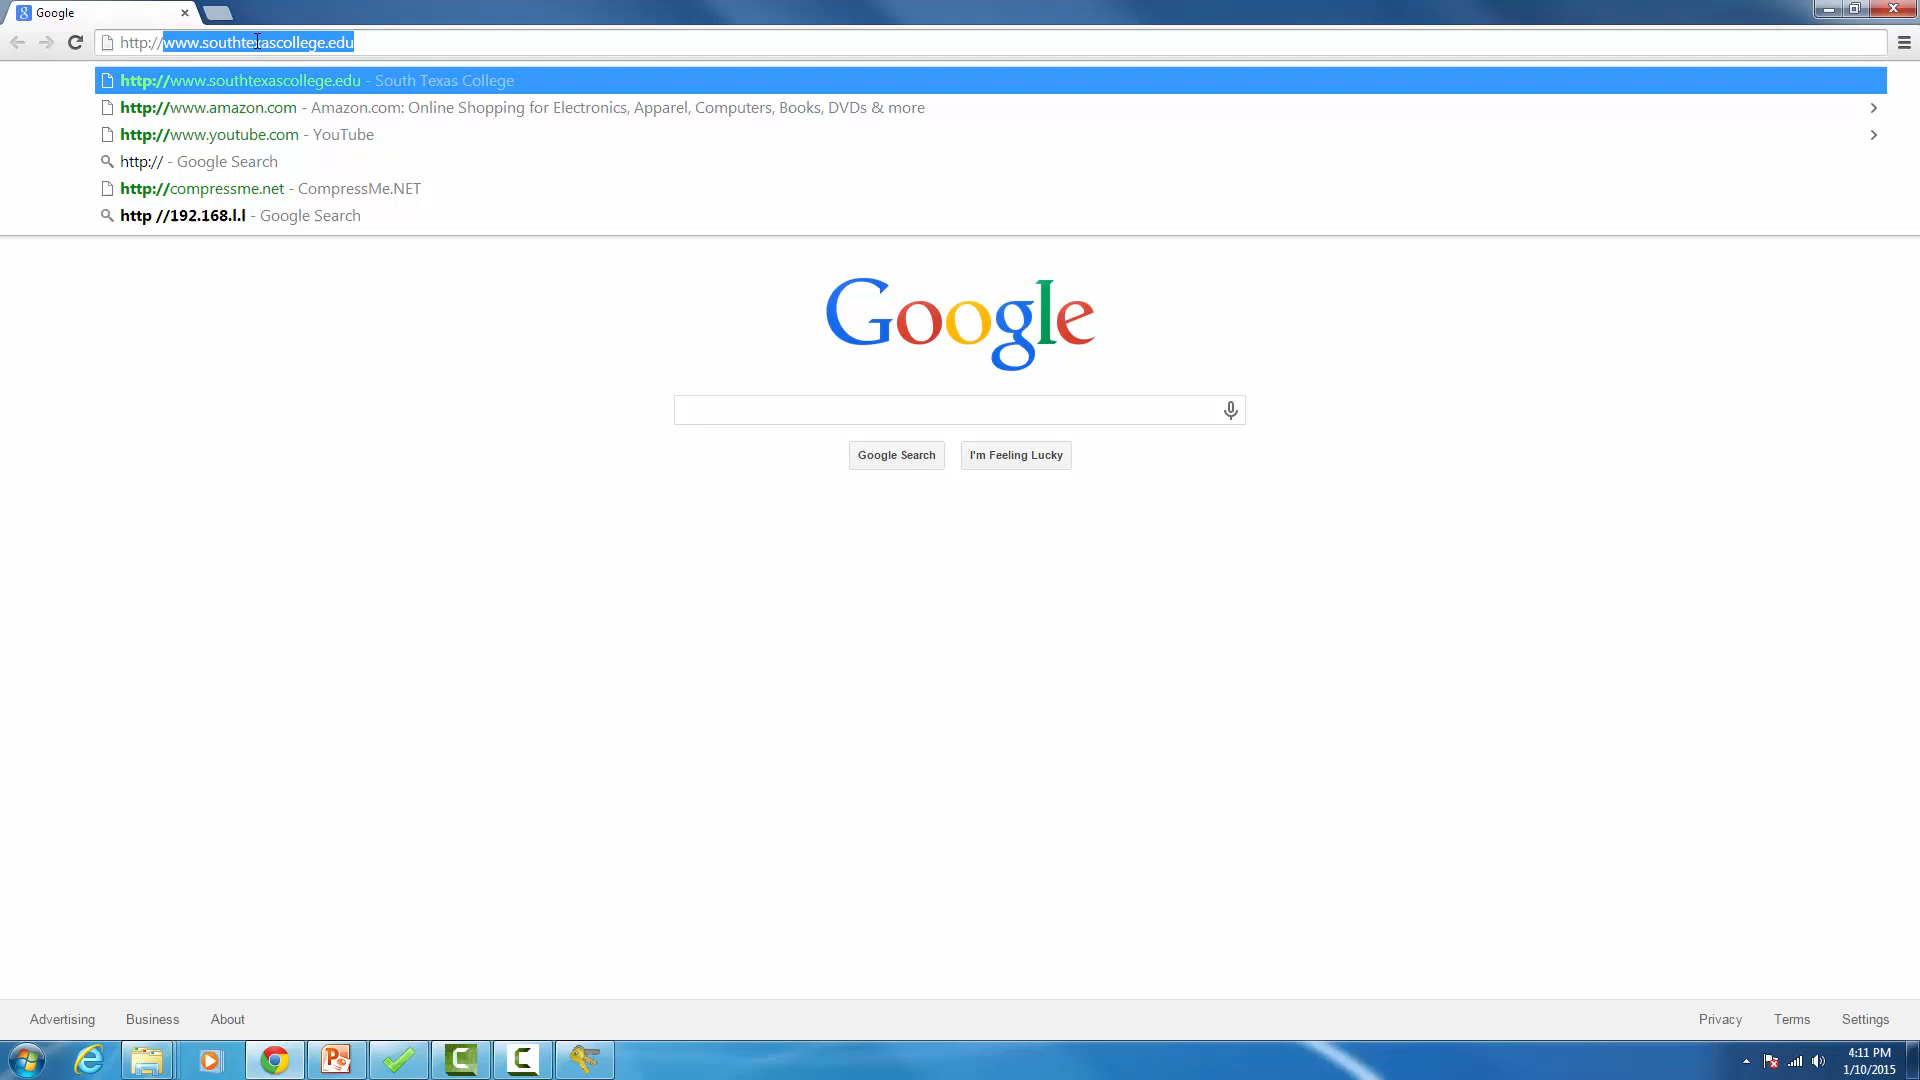 Google
http://www.southtexascollege.edu
http://www.southtexascollege.edu - South Texas College
http://www.amazon.com - Amazon.com: Online Shopping for Electronics, Apparel, Computers, Books, DVDs & more
http://www.youtube.com - YouTube
http:// - Google Search
http://compressme.net - CompressMe.NET
http //192.168.l.l - Google Search
Google
Google Search
I'm Feeling Lucky
Advertising Business About Privacy Terms Settings
4:11 PM
1/10/2015